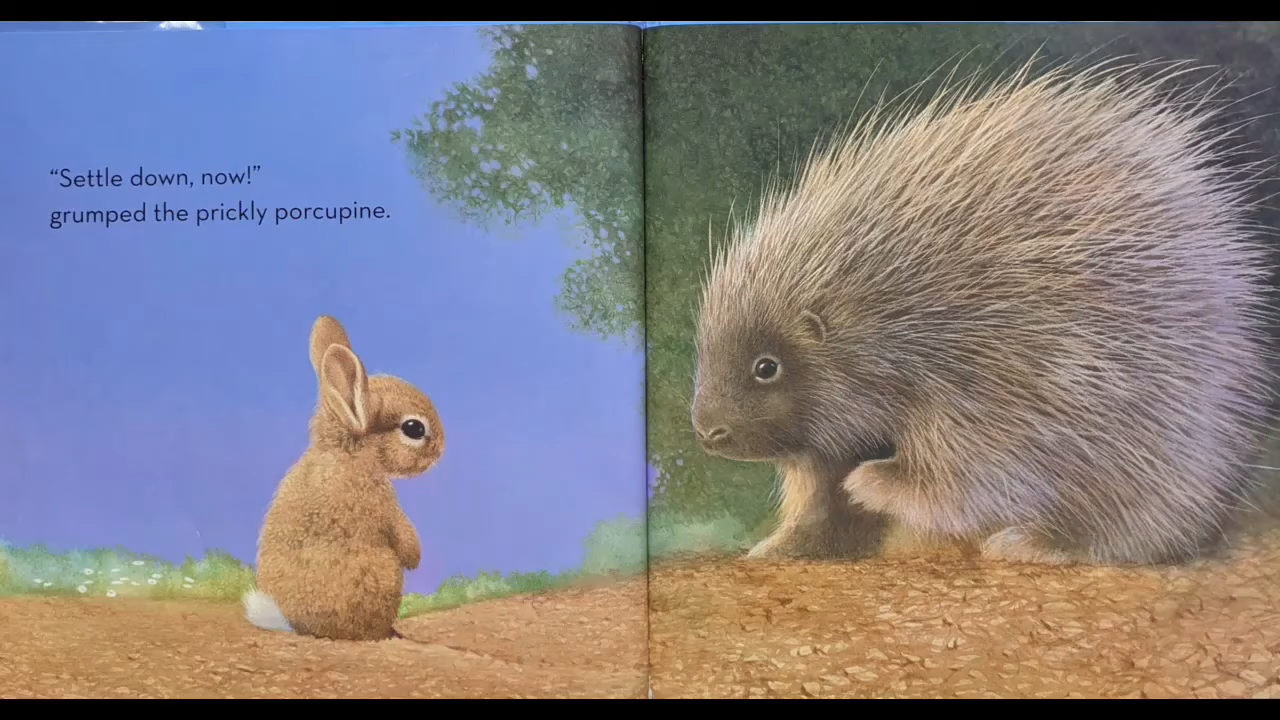 “Settle down, now!”
grumped the prickly porcupine.